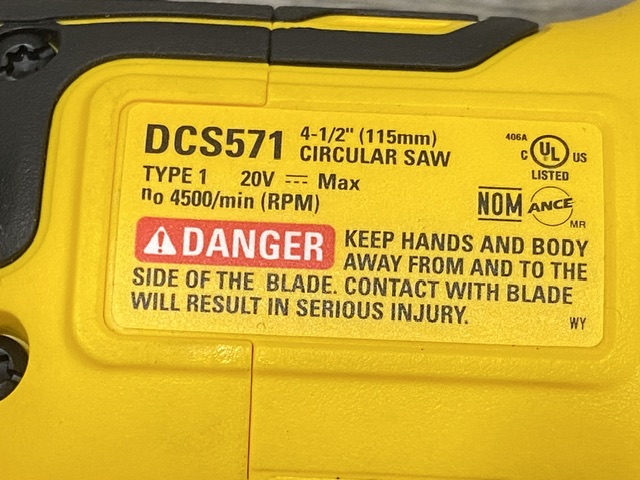 DCS571 4-1/2" (115mm)
CIRCULAR SAW
TYPE 1 20V ⎓ Max
no 4500/min (RPM)
406A
C UL US
LISTED
NOM ANCE
MR
DANGER KEEP HANDS AND BODY
AWAY FROM AND TO THE
SIDE OF THE BLADE. CONTACT WITH BLADE
WILL RESULT IN SERIOUS INJURY.
WY